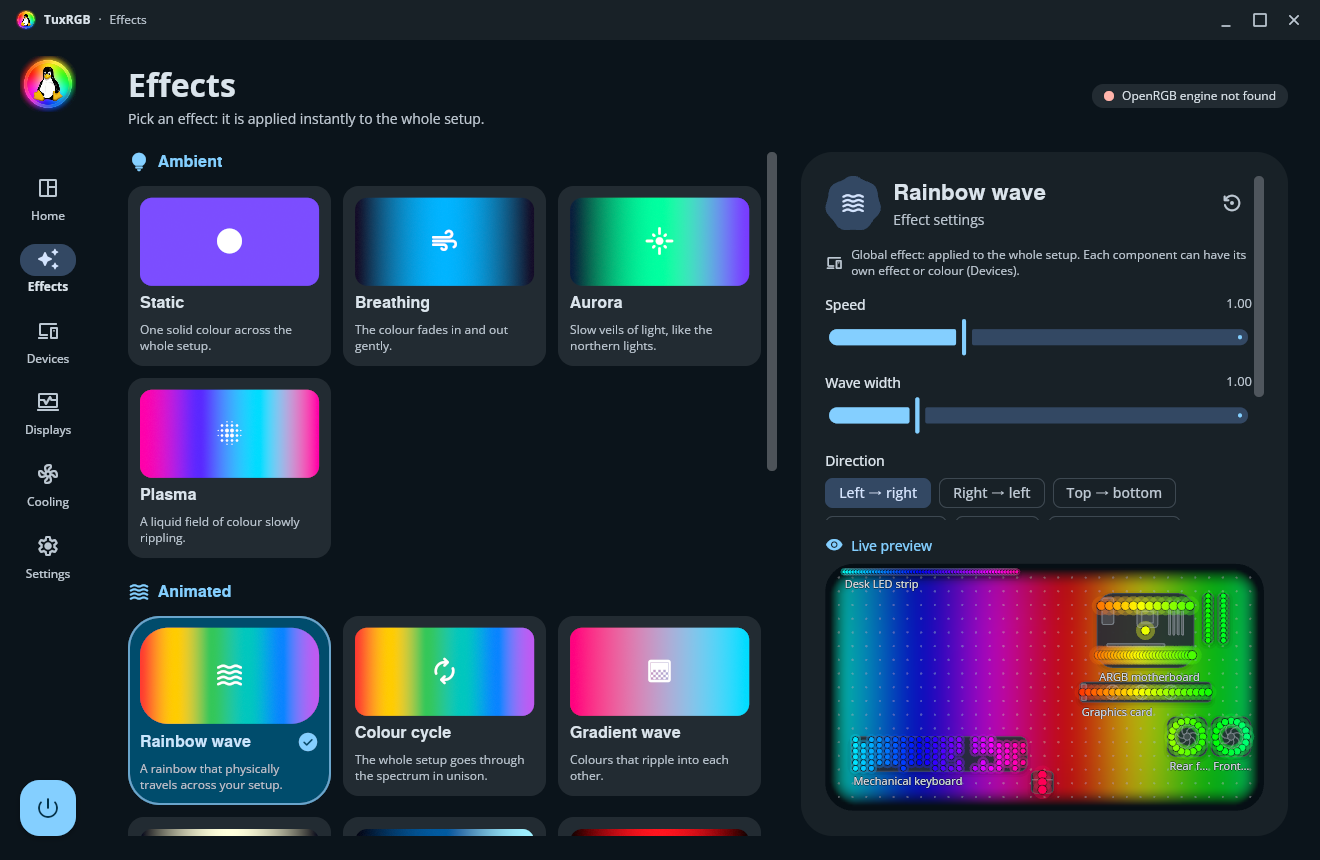 TuxRGB · Effects
Effects
OpenRGB engine not found
Pick an effect: it is applied instantly to the whole setup.
Home
Effects
Devices
Displays
Cooling
Settings
Ambient
Static
One solid colour across the
whole setup.
Breathing
The colour fades in and out
gently.
Aurora
Slow veils of light, like the
northern lights.
Plasma
A liquid field of colour slowly
rippling.
Animated
Rainbow wave
A rainbow that physically
travels across your setup.
Colour cycle
The whole setup goes through
the spectrum in unison.
Gradient wave
Colours that ripple into each
other.
Rainbow wave
Effect settings
Global effect: applied to the whole setup. Each component can have its
own effect or colour (Devices).
Speed 1.00
Wave width 1.00
Direction
Left → right Right → left Top → bottom
Live preview
Desk LED strip
ARGB motherboard
Graphics card
Rear f... Front...
Mechanical keyboard